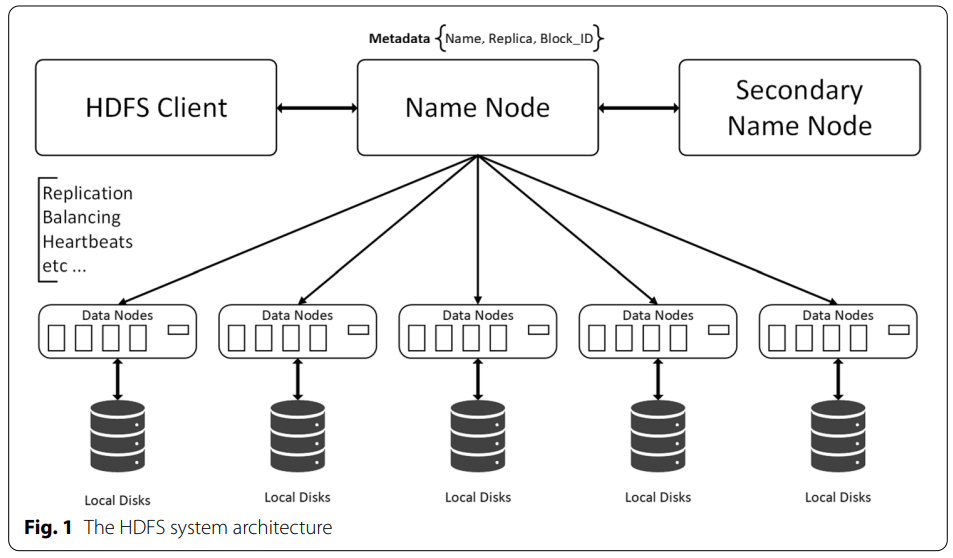 Metadata {Name, Replica, Block_ID}
HDFS Client
Name Node
Secondary
Name Node
Replication
Balancing
Heartbeats
etc ...
Data Nodes
Data Nodes
Data Nodes
Data Nodes
Data Nodes
Local Disks
Local Disks
Local Disks
Local Disks
Local Disks
Fig. 1 The HDFS system architecture